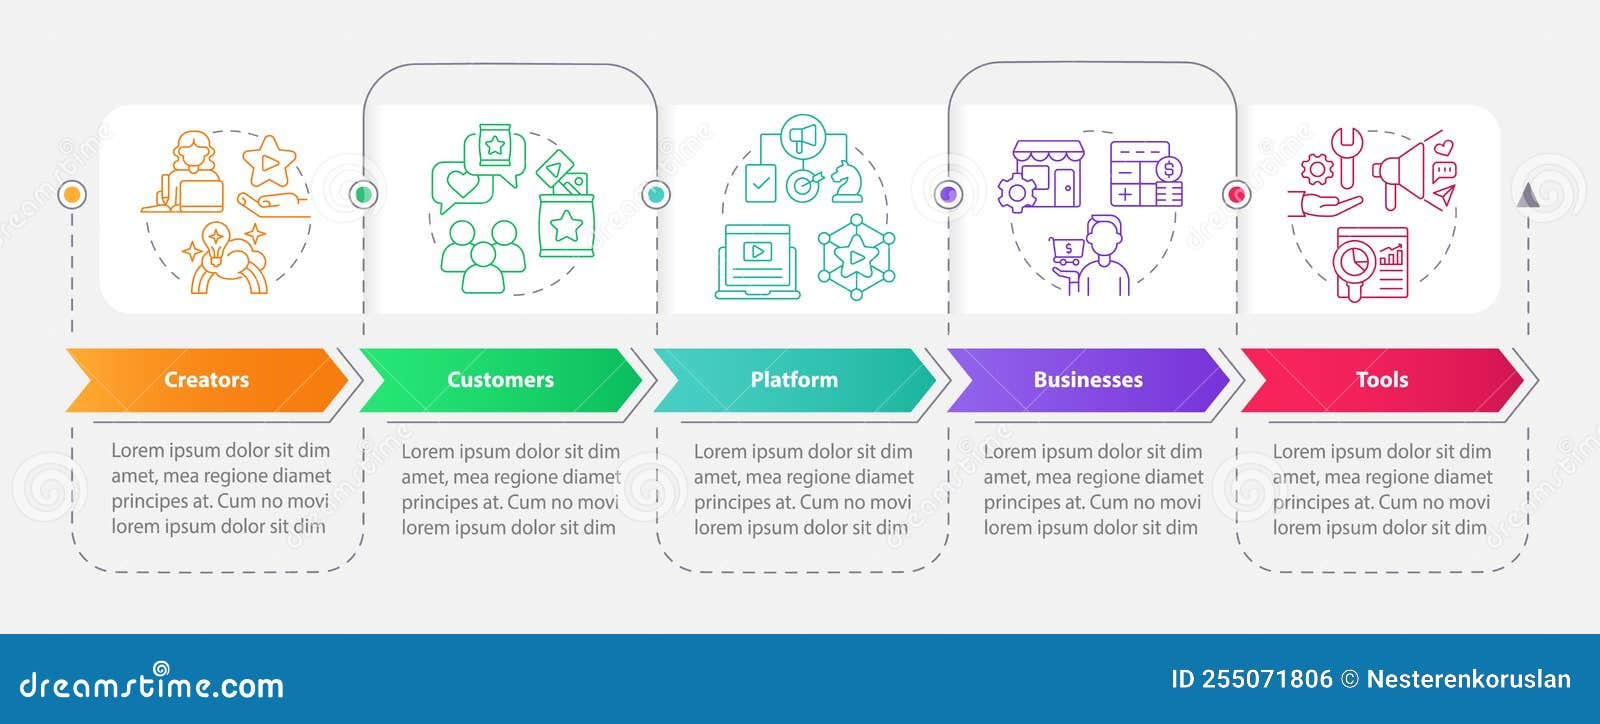 Creators
Customers
Platform
Businesses
Tools
Lorem ipsum dolor sit dim
amet, mea regione diamet
principes at. Cum no movi
lorem ipsum dolor sit dim
Lorem ipsum dolor sit dim
amet, mea regione diamet
principes at. Cum no movi
lorem ipsum dolor sit dim
Lorem ipsum dolor sit dim
amet, mea regione diamet
principes at. Cum no movi
lorem ipsum dolor sit dim
Lorem ipsum dolor sit dim
amet, mea regione diamet
principes at. Cum no movi
lorem ipsum dolor sit dim
Lorem ipsum dolor sit dim
amet, mea regione diamet
principes at. Cum no movi
lorem ipsum dolor sit dim
dreamstime.com
ID 255071806 © Nesterenkoruslan